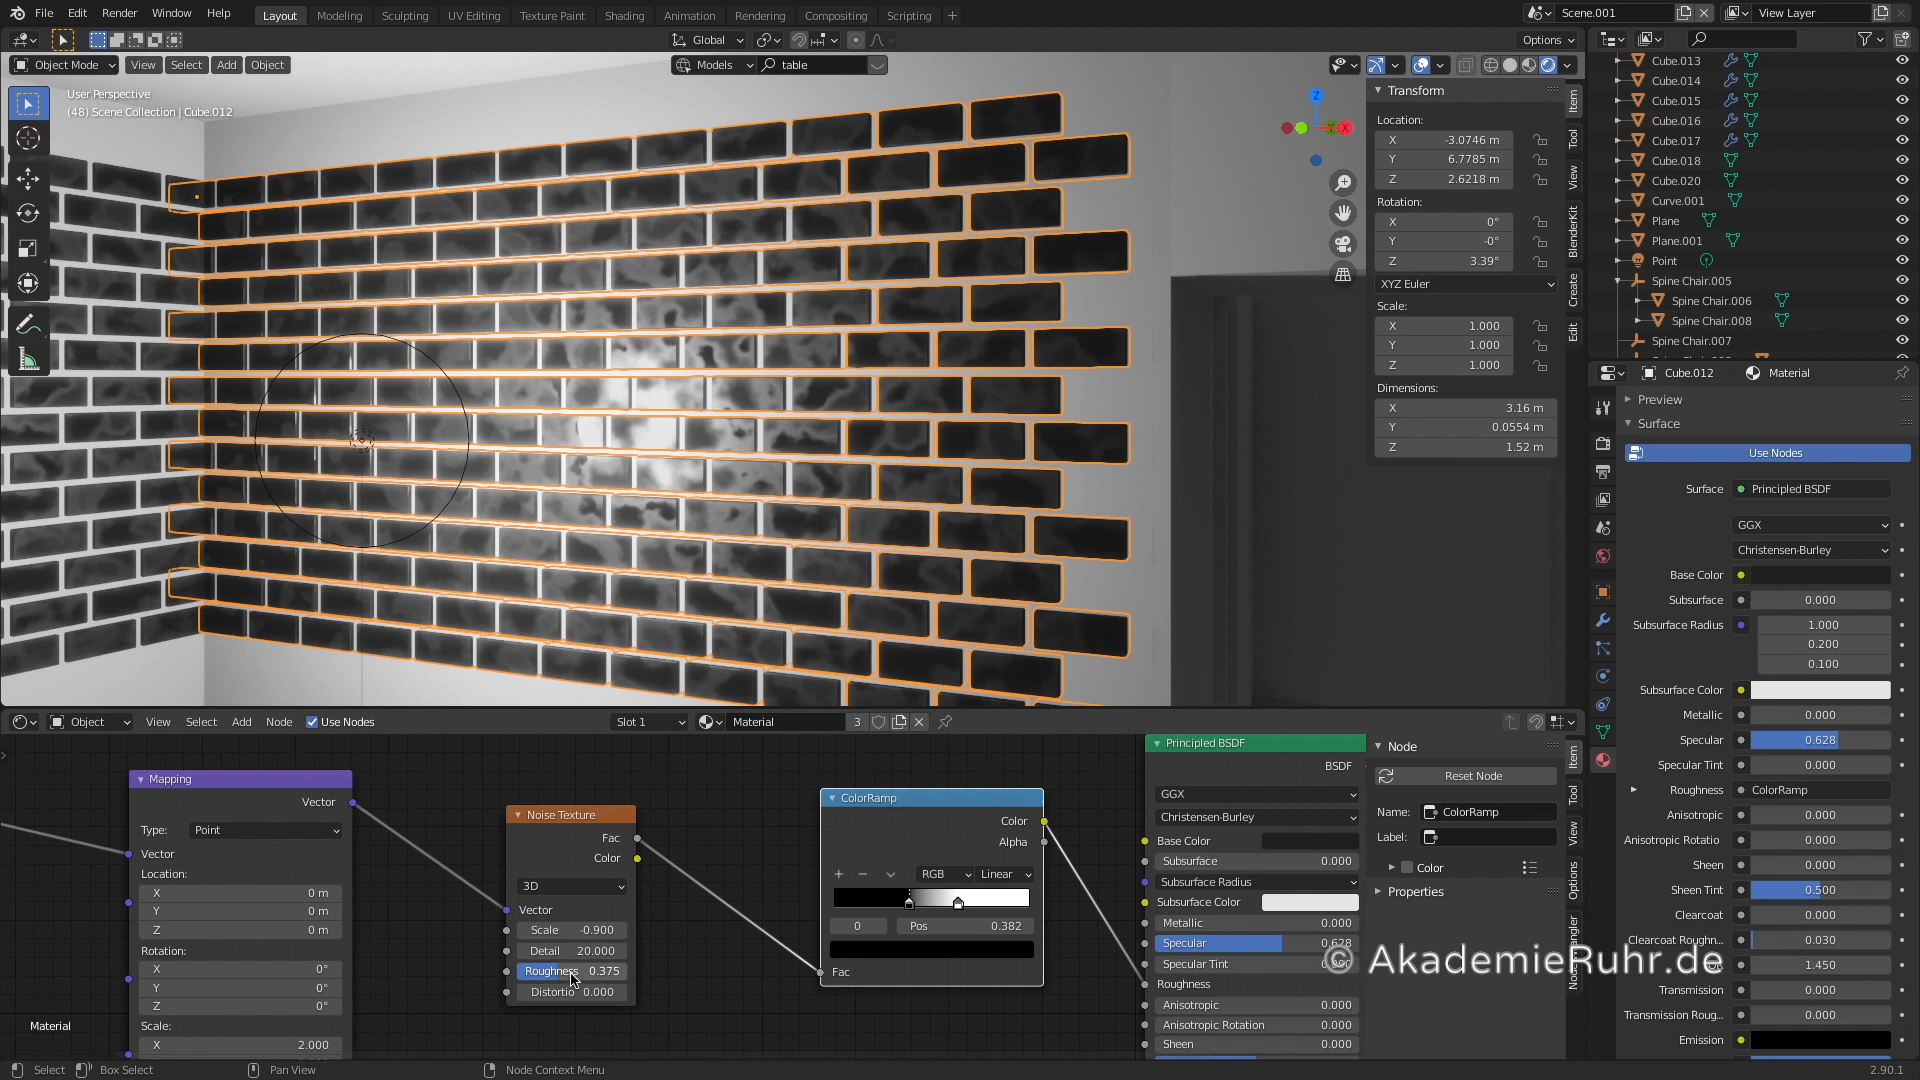 File Edit Render Window Help Layout Modeling Sculpting UV Editing Texture Paint Shading Animation Rendering Compositing Scripting + Scene.001 View Layer
Global Options
Object Mode View Select Add Object Models table
User Perspective
(48) Scene Collection | Cube.012
Z
X
Transform
Location:
X -3.0746 m
Y 6.7785 m
Z 2.6218 m
Rotation:
X 0°
Y -0°
Z 3.39°
XYZ Euler
Scale:
X 1.000
Y 1.000
Z 1.000
Dimensions:
X 3.16 m
Y 0.0554 m
Z 1.52 m
Item
Tool
View
BlenderKit
Create
Edit
Cube.013
Cube.014
Cube.015
Cube.016
Cube.017
Cube.018
Cube.020
Curve.001
Plane
Plane.001
Point
Spine Chair.005
Spine Chair.006
Spine Chair.008
Spine Chair.007
Cube.012 Material
Preview
Surface
Use Nodes
Surface Principled BSDF
GGX
Christensen-Burley
Base Color
Subsurface 0.000
Subsurface Radius 1.000
0.200
0.100
Subsurface Color
Metallic 0.000
Specular 0.628
Specular Tint 0.000
Roughness ColorRamp
Anisotropic 0.000
Anisotropic Rotatio 0.000
Sheen 0.000
Sheen Tint 0.500
Clearcoat 0.000
Clearcoat Roughn... 0.030
1.450
Transmission 0.000
Transmission Roug... 0.000
Emission
Object View Select Add Node Use Nodes Slot 1 Material 3
Mapping
Vector
Type: Point
Vector
Location:
X 0 m
Y 0 m
Z 0 m
Rotation:
X 0°
Y 0°
Z 0°
Scale:
X 2.000
Material
Noise Texture
Fac
Color
3D
Vector
Scale -0.900
Detail 20.000
Roughness 0.375
Distortio 0.000
ColorRamp
Color
Alpha
+ − RGB Linear
0 Pos 0.382
Fac
Principled BSDF
BSDF
GGX
Christensen-Burley
Base Color
Subsurface 0.000
Subsurface Radius
Subsurface Color
Metallic 0.000
Specular 0.628
Specular Tint
Roughness
Anisotropic 0.000
Anisotropic Rotation 0.000
Sheen 0.000
Node
Reset Node
Name: ColorRamp
Label:
Color
Properties
Item
Tool
View
Options
© AkademieRuhr.de
Select Box Select Pan View Node Context Menu 2.90.1